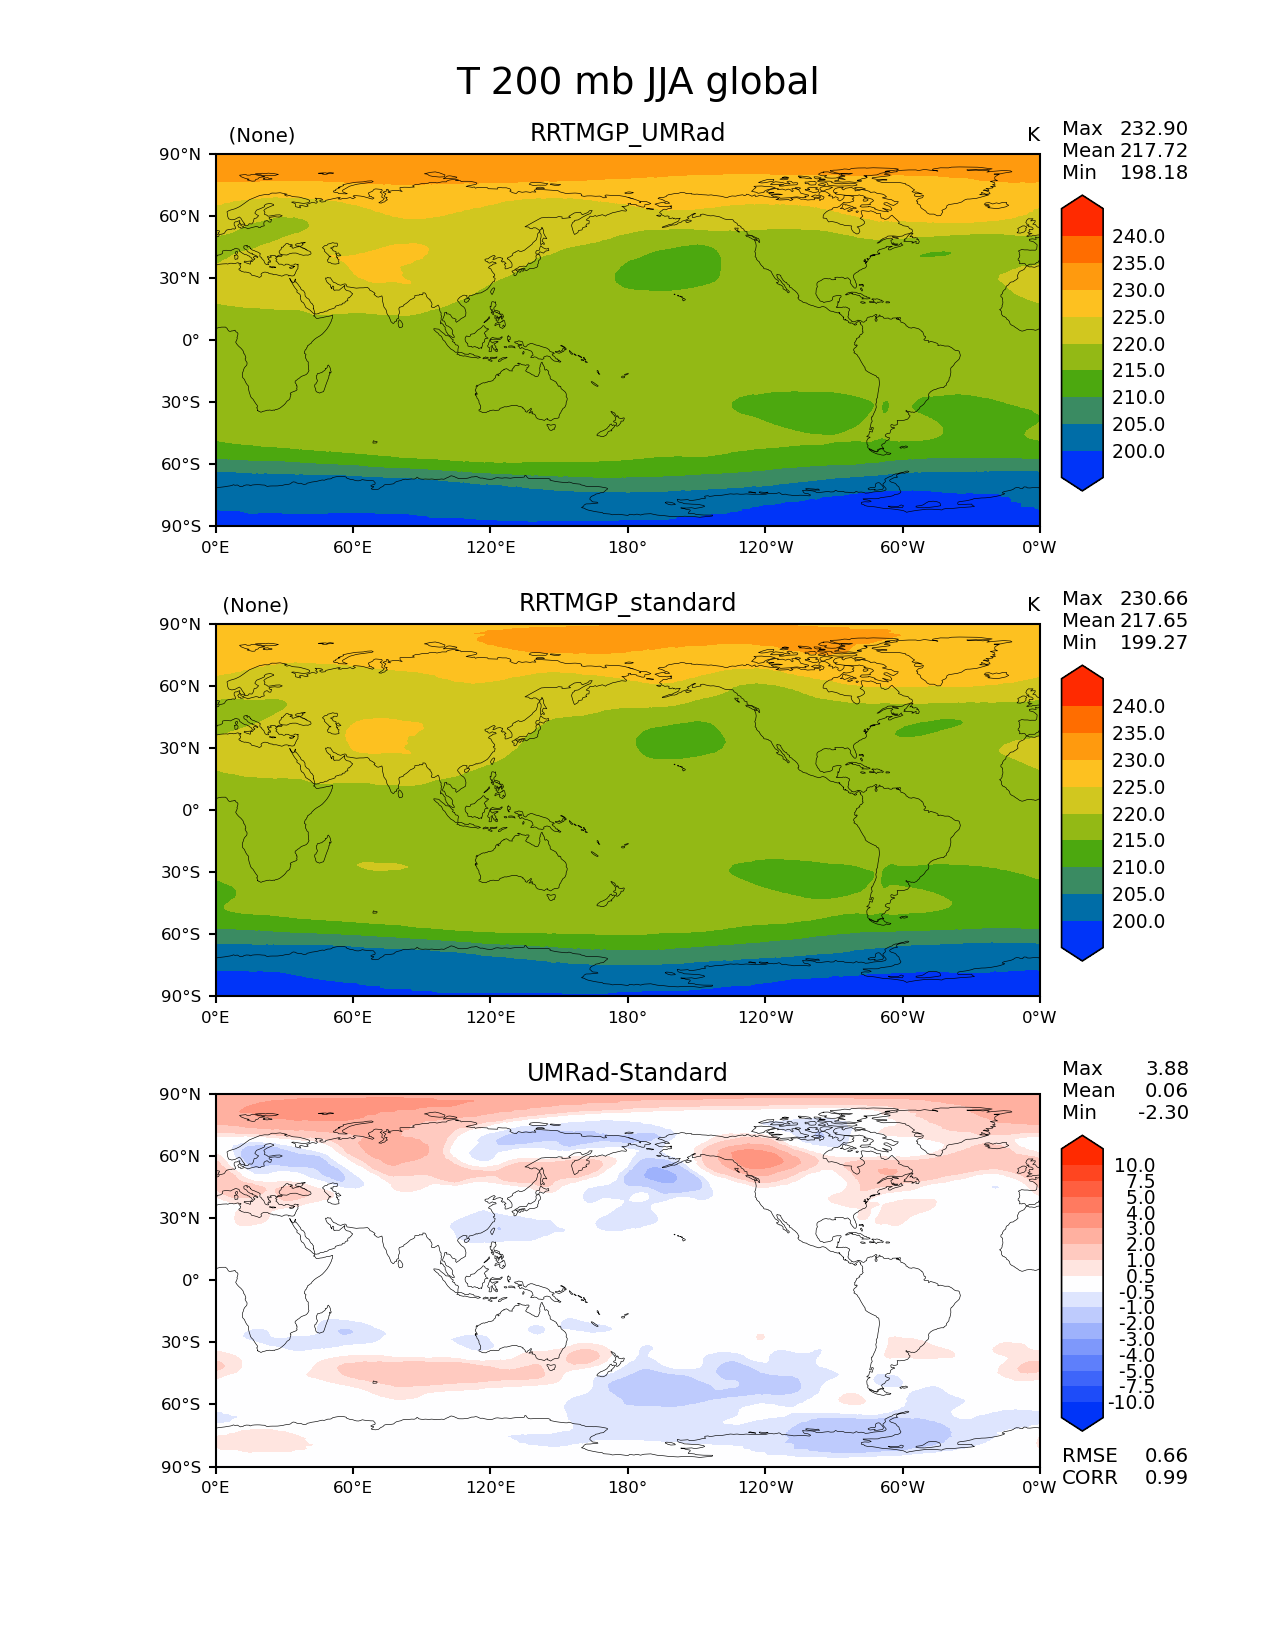 T 200 mb JJA global
(None) RRTMGP_UMRad K
Max 232.90
Mean 217.72
Min 198.18
90°N
60°N
30°N
0°
30°S
60°S
90°S
0°E 60°E 120°E 180° 120°W 60°W 0°W
240.0
235.0
230.0
225.0
220.0
215.0
210.0
205.0
200.0
(None) RRTMGP_standard K
Max 230.66
Mean 217.65
Min 199.27
90°N
60°N
30°N
0°
30°S
60°S
90°S
0°E 60°E 120°E 180° 120°W 60°W 0°W
240.0
235.0
230.0
225.0
220.0
215.0
210.0
205.0
200.0
UMRad-Standard
Max 3.88
Mean 0.06
Min -2.30
90°N
60°N
30°N
0°
30°S
60°S
90°S
0°E 60°E 120°E 180° 120°W 60°W 0°W
10.0
7.5
5.0
4.0
3.0
2.0
1.0
0.5
-0.5
-1.0
-2.0
-3.0
-4.0
-5.0
-7.5
-10.0
RMSE 0.66
CORR 0.99